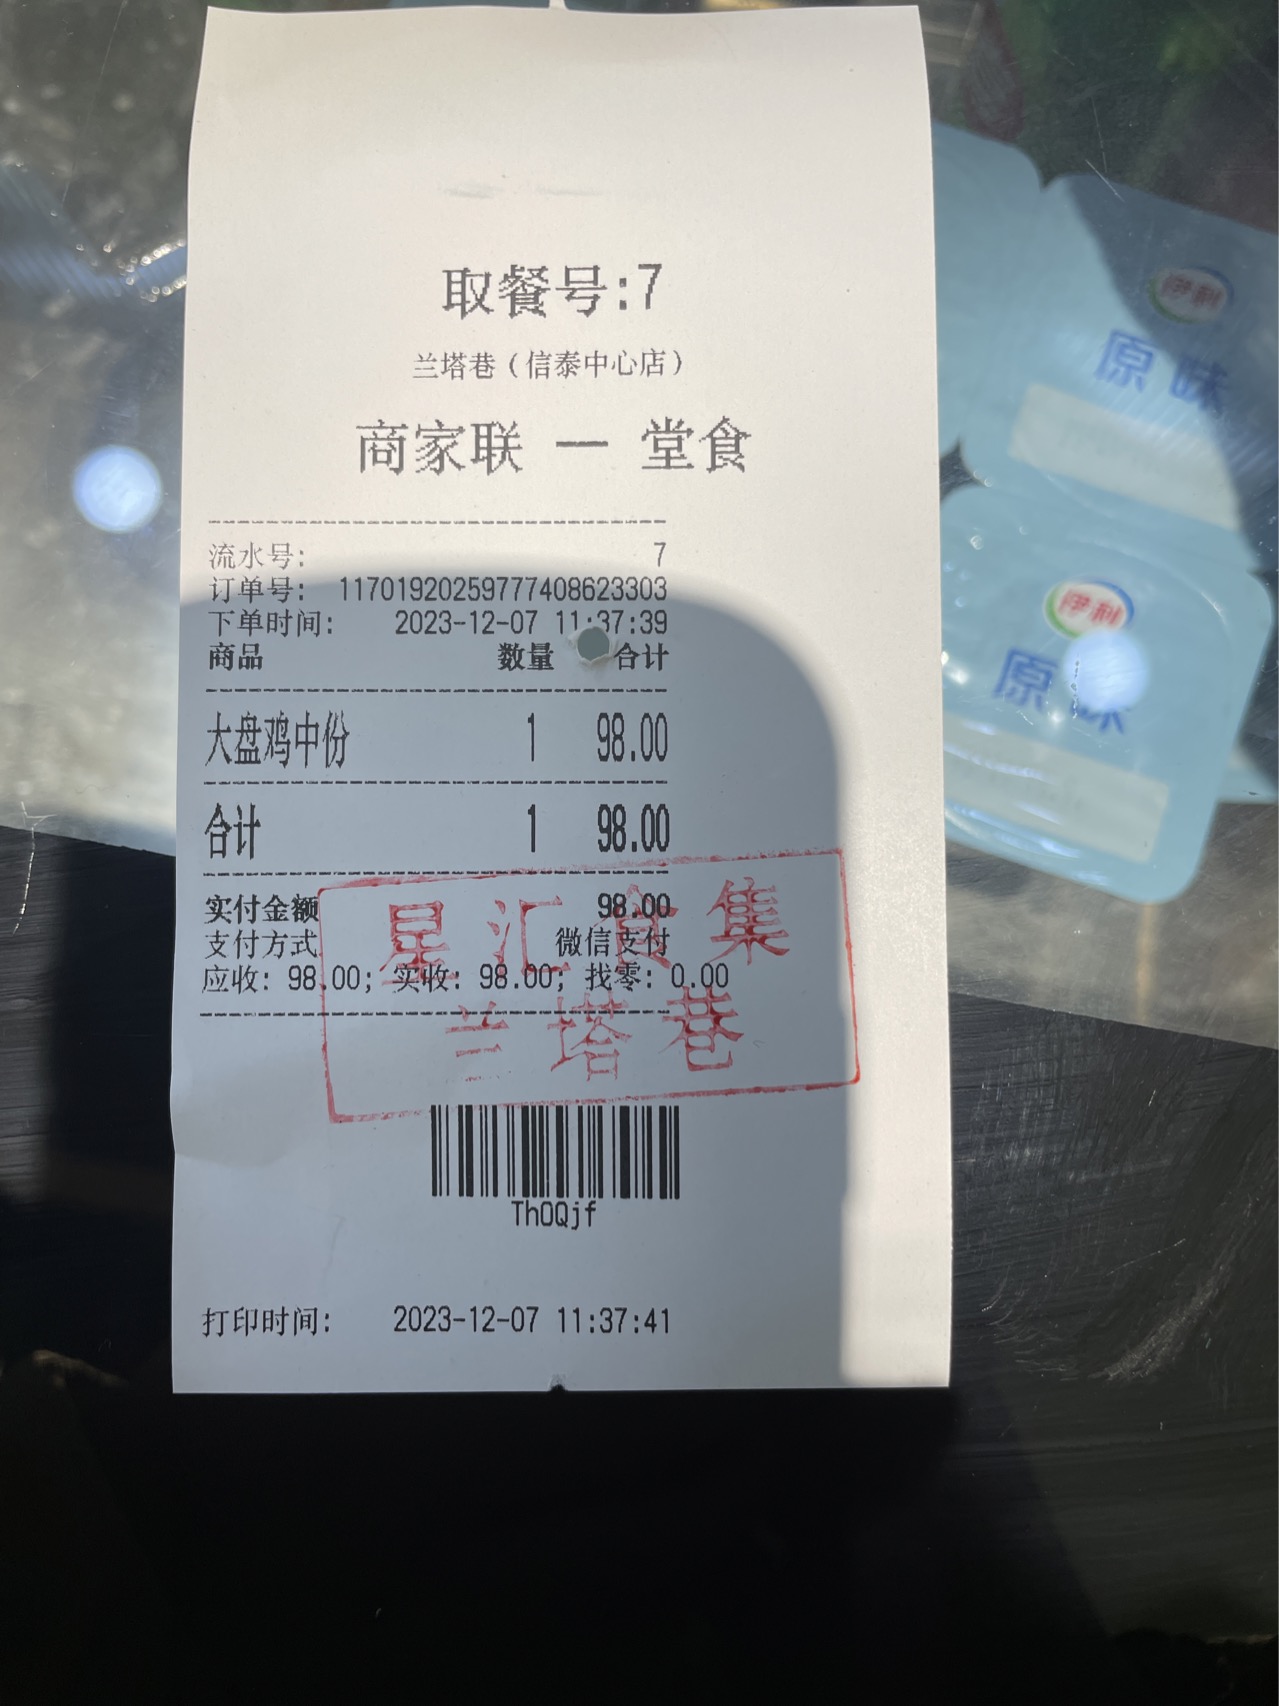 取餐号:7
兰塔巷（信泰中心店）
商家联 一 堂食
流水号: 7
订单号: 117019202597777408623303
下单时间: 2023-12-07 11:37:39
商品 数量 合计
大盘鸡中份 1 98.00
合计 1 98.00
实付金额 98.00
支付方式 微信支付
应收: 98.00; 实收: 98.00; 找零: 0.00
星汇食集
兰塔巷
ThOQjf
打印时间: 2023-12-07 11:37:41
伊利
原味
伊利
原味